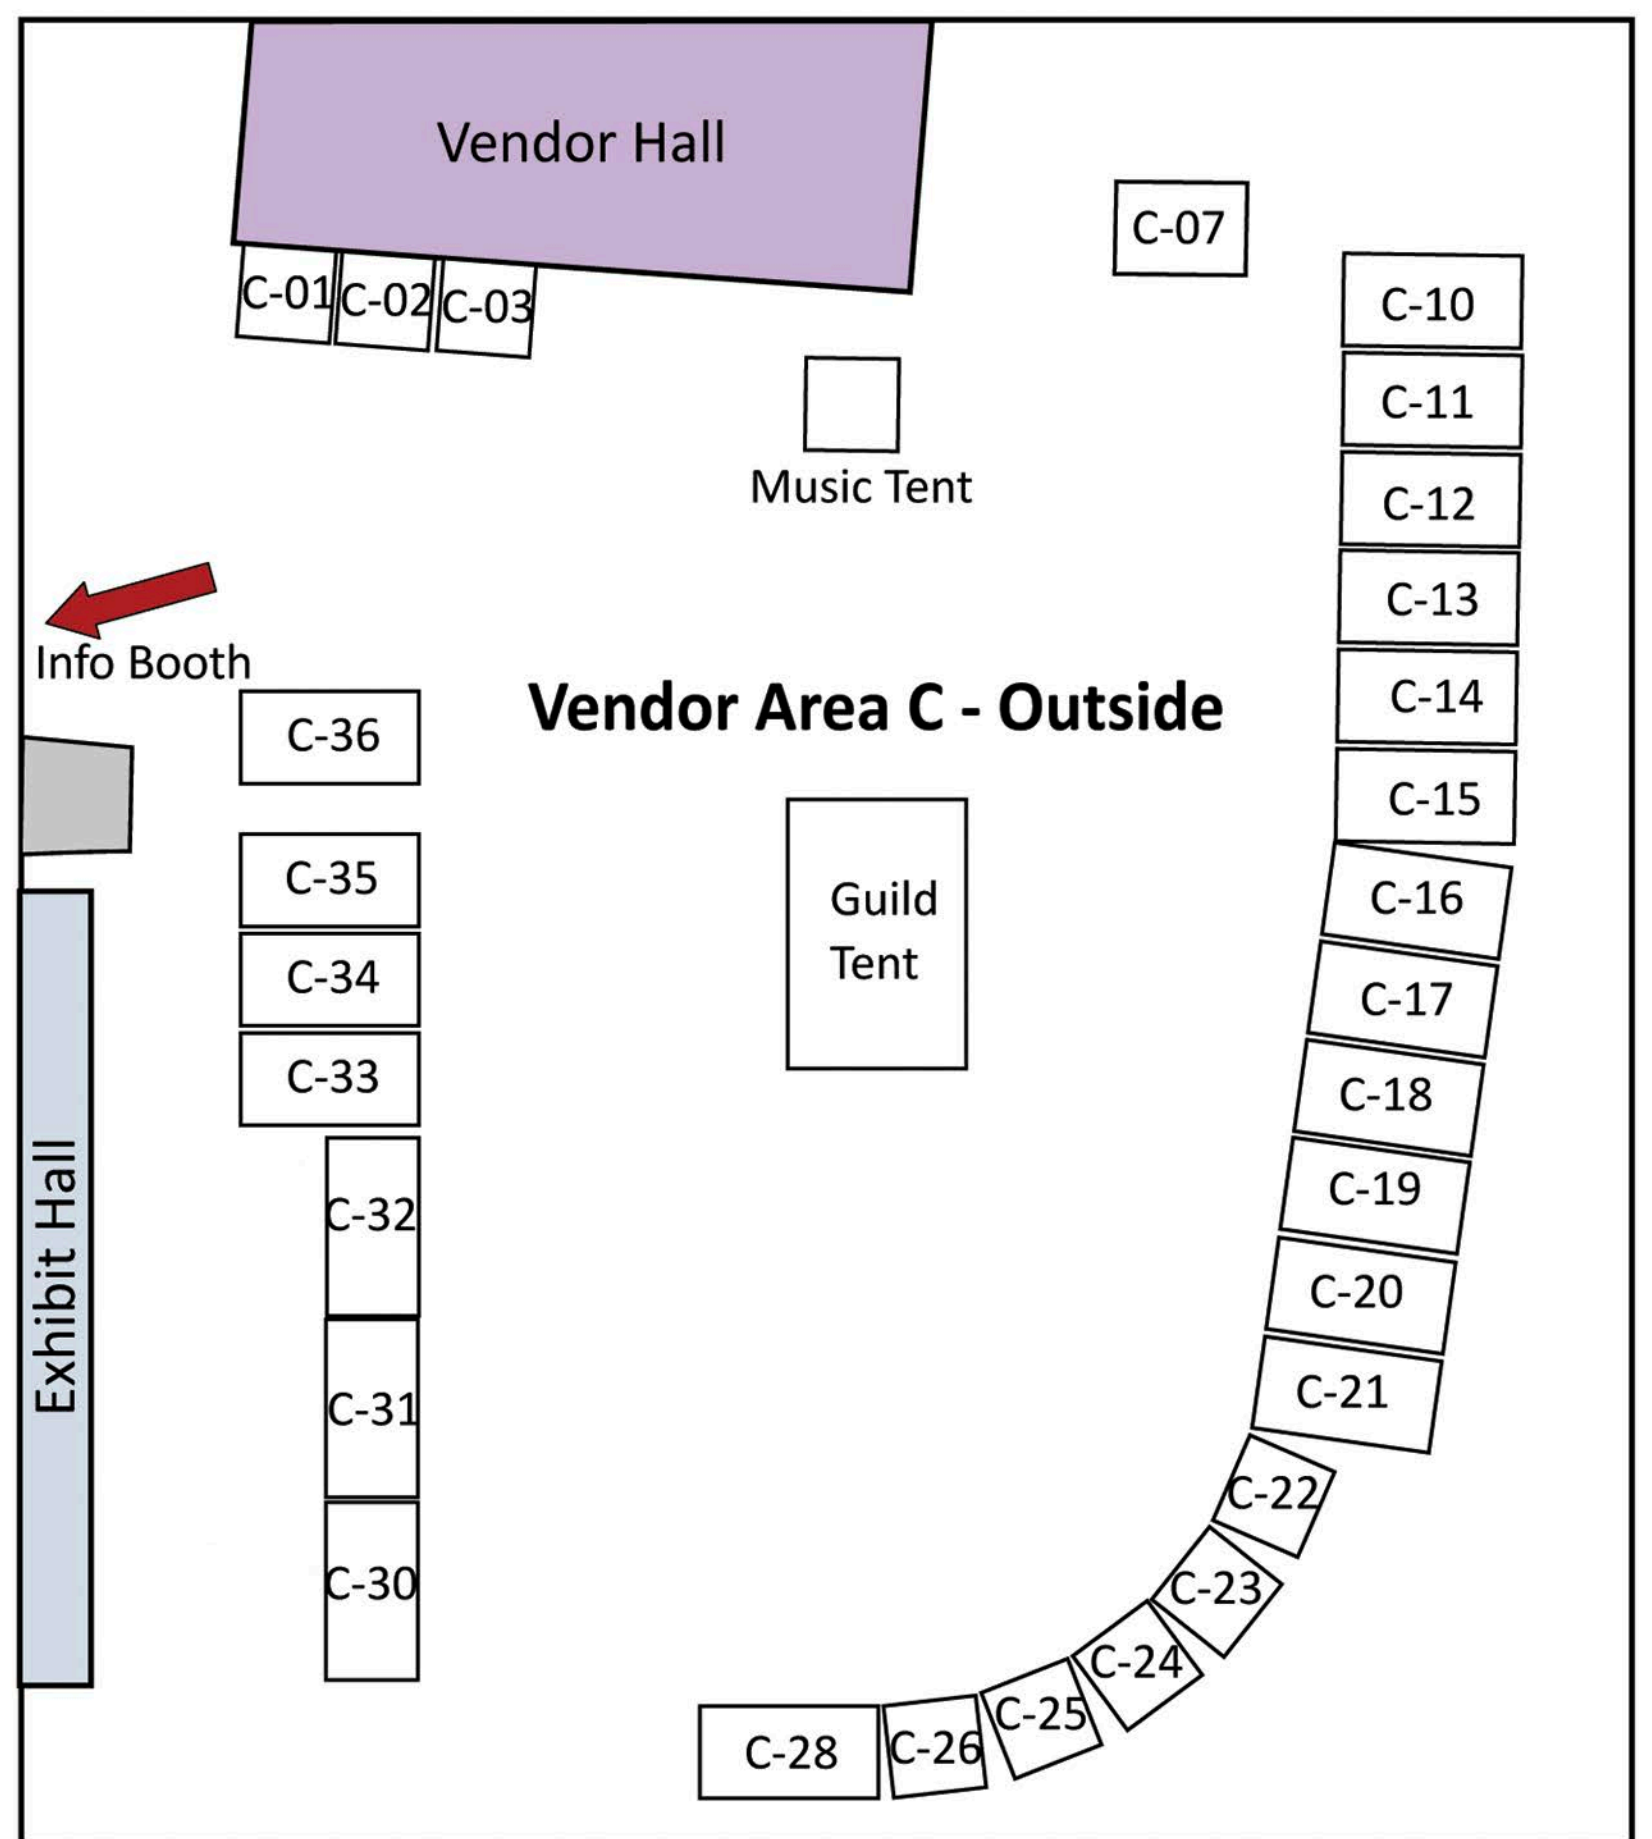 Vendor Hall
C-07
C-01
C-02
C-03
C-10
C-11
Music Tent
C-12
C-13
Info Booth
C-36
Vendor Area C - Outside
C-14
C-15
C-35
Guild
Tent
C-16
C-34
C-17
C-33
C-18
Exhibit Hall
C-32
C-19
C-20
C-31
C-21
C-22
C-30
C-23
C-24
C-25
C-28
C-26